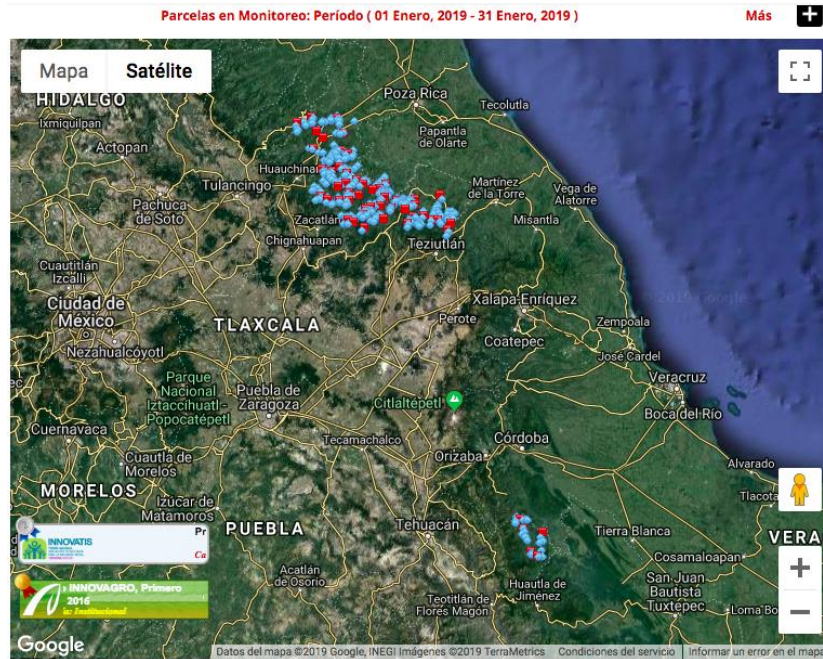 Parcelas en Monitoreo: Período ( 01 Enero, 2019 - 31 Enero, 2019 ) Más
Mapa Satélite
HIDALGO
Poza Rica
Tecolutla
Ixmiquilpan
Papantla
de Olarte
Actopan
Huauchina
Tulancingo
Martínez
de la Torre
Vega de
Alatorre
Pachuca
de Soto
Zacatlán
Misantla
Chignahuapan
Teziutlán
Cuautitlán
Izcalli
Ciudad de
México
Xalapa-Enríquez
©2019 Google
TLAXCALA
Perote
Zempoala
Nezahualcóyotl
Coatepec
José Cardel
Parque
Nacional
Iztaccíhuatl-
Popocatépetl
Puebla de
Zaragoza
Citlaltépetl
Veracruz
Boca del Río
Cuernavaca
Tecamachalco
Córdoba
Cuautla de
Morelos
Orizaba
Alvarado
MORELOS
Izúcar de
Matamoros
Tlacota
PUEBLA
Tehuacán
Tierra Blanca
VERA
INNOVATIS
Pr
Ca
Cosamaloapan
Acatlán
de Osorio
Huautla de
Jiménez
San Juan
Bautista
Tuxtepec
INNOVAGRO, Primero
2016
a: Institucional
Teotitlán de
Flores Magón
Loma Bo
Google
Datos del mapa ©2019 Google, INEGI Imágenes ©2019 TerraMetrics Condiciones del servicio Informar un error en el mapa